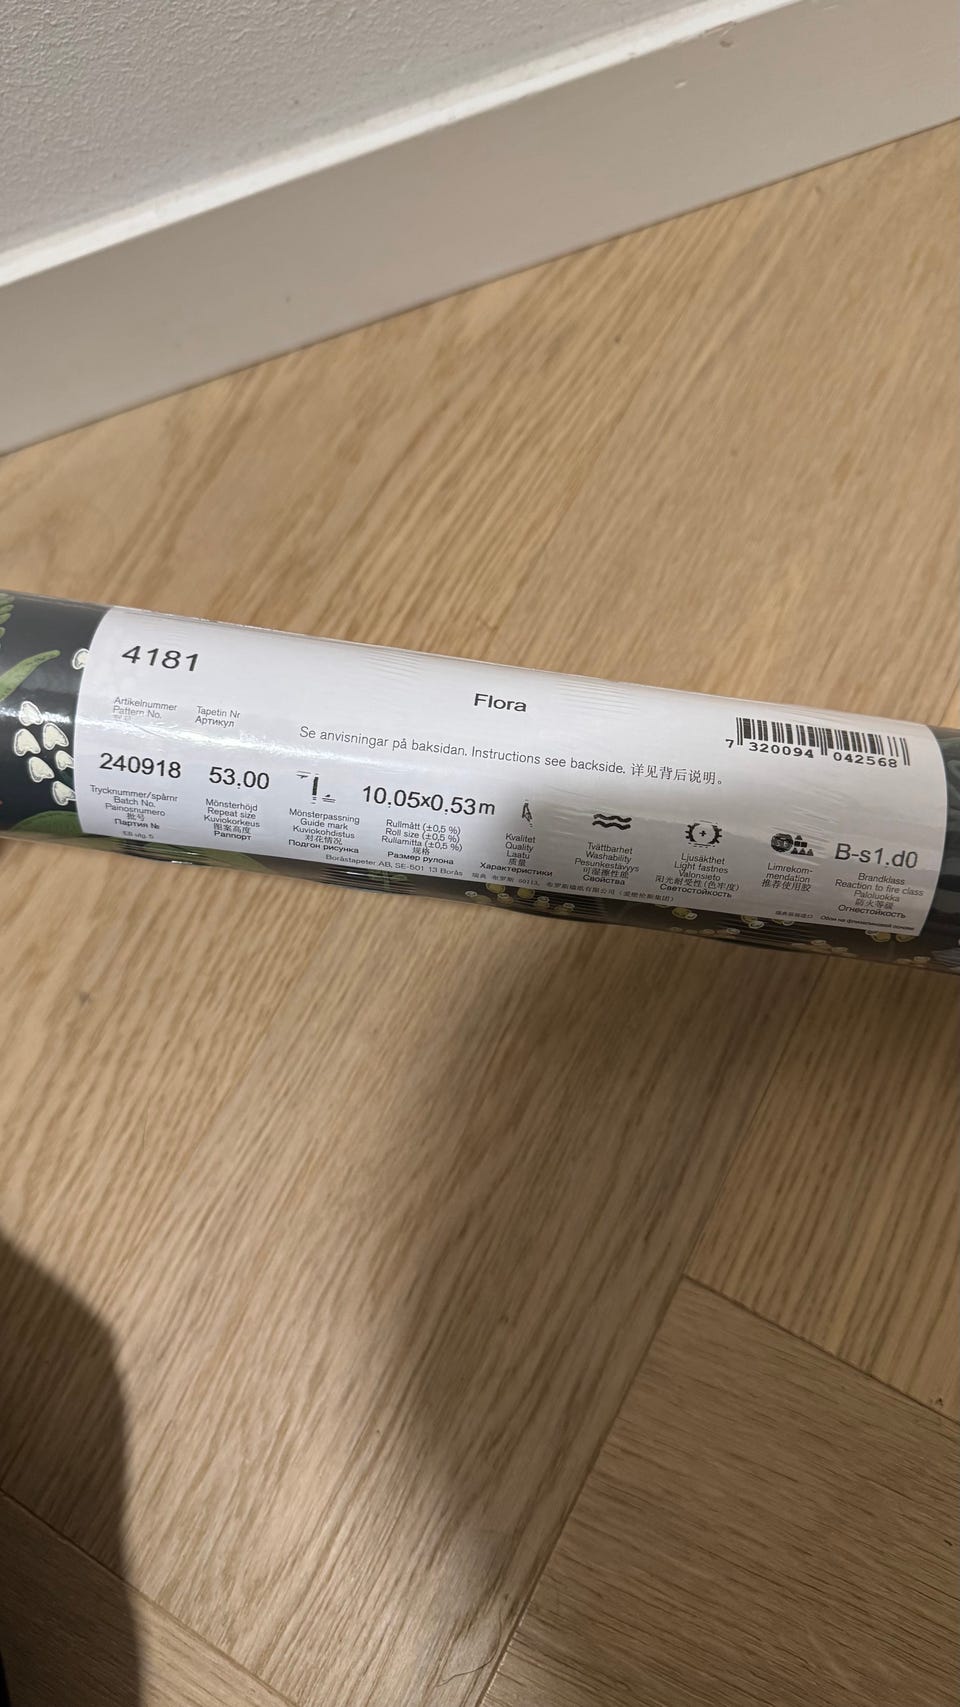 4181
Flora
Artikelnummer
Pattern No.
Tapetin Nr
Артикул
7 320094 042568
Se anvisningar på baksidan. Instructions see backside. 详见背后说明。
240918
Trycknummer/spårnr
Batch No.
Painosnumero
批号
Партия №
53,00
Mönsterhöjd
Repeat size
Kuviokorkeus
图案高度
Раппорт
Mönsterpassning
Guide mark
Kuviokohdistus
对花情况
Подгон рисунка
10.05x0.53m
Rullmått (±0,5 %)
Roll size (±0,5 %)
Rullamitta (±0,5 %)
规格
Размер рулона
Kvalitet
Quality
Laatu
质量
Характеристики
Tvättbarhet
Washability
Pesunkestävyys
可湿擦性能
Свойства
Ljusäkthet
Light fastnes
Valonsieto
阳光耐受性(色牢度)
Светостойкость
Limrekom-
mendation
推荐使用胶
B-s1.d0
Brandklass
Reaction to fire class
Paloluokka
防火等级
Огнестойкость
EB utg. 5
Boråstapeter AB, SE-501 13 Borås